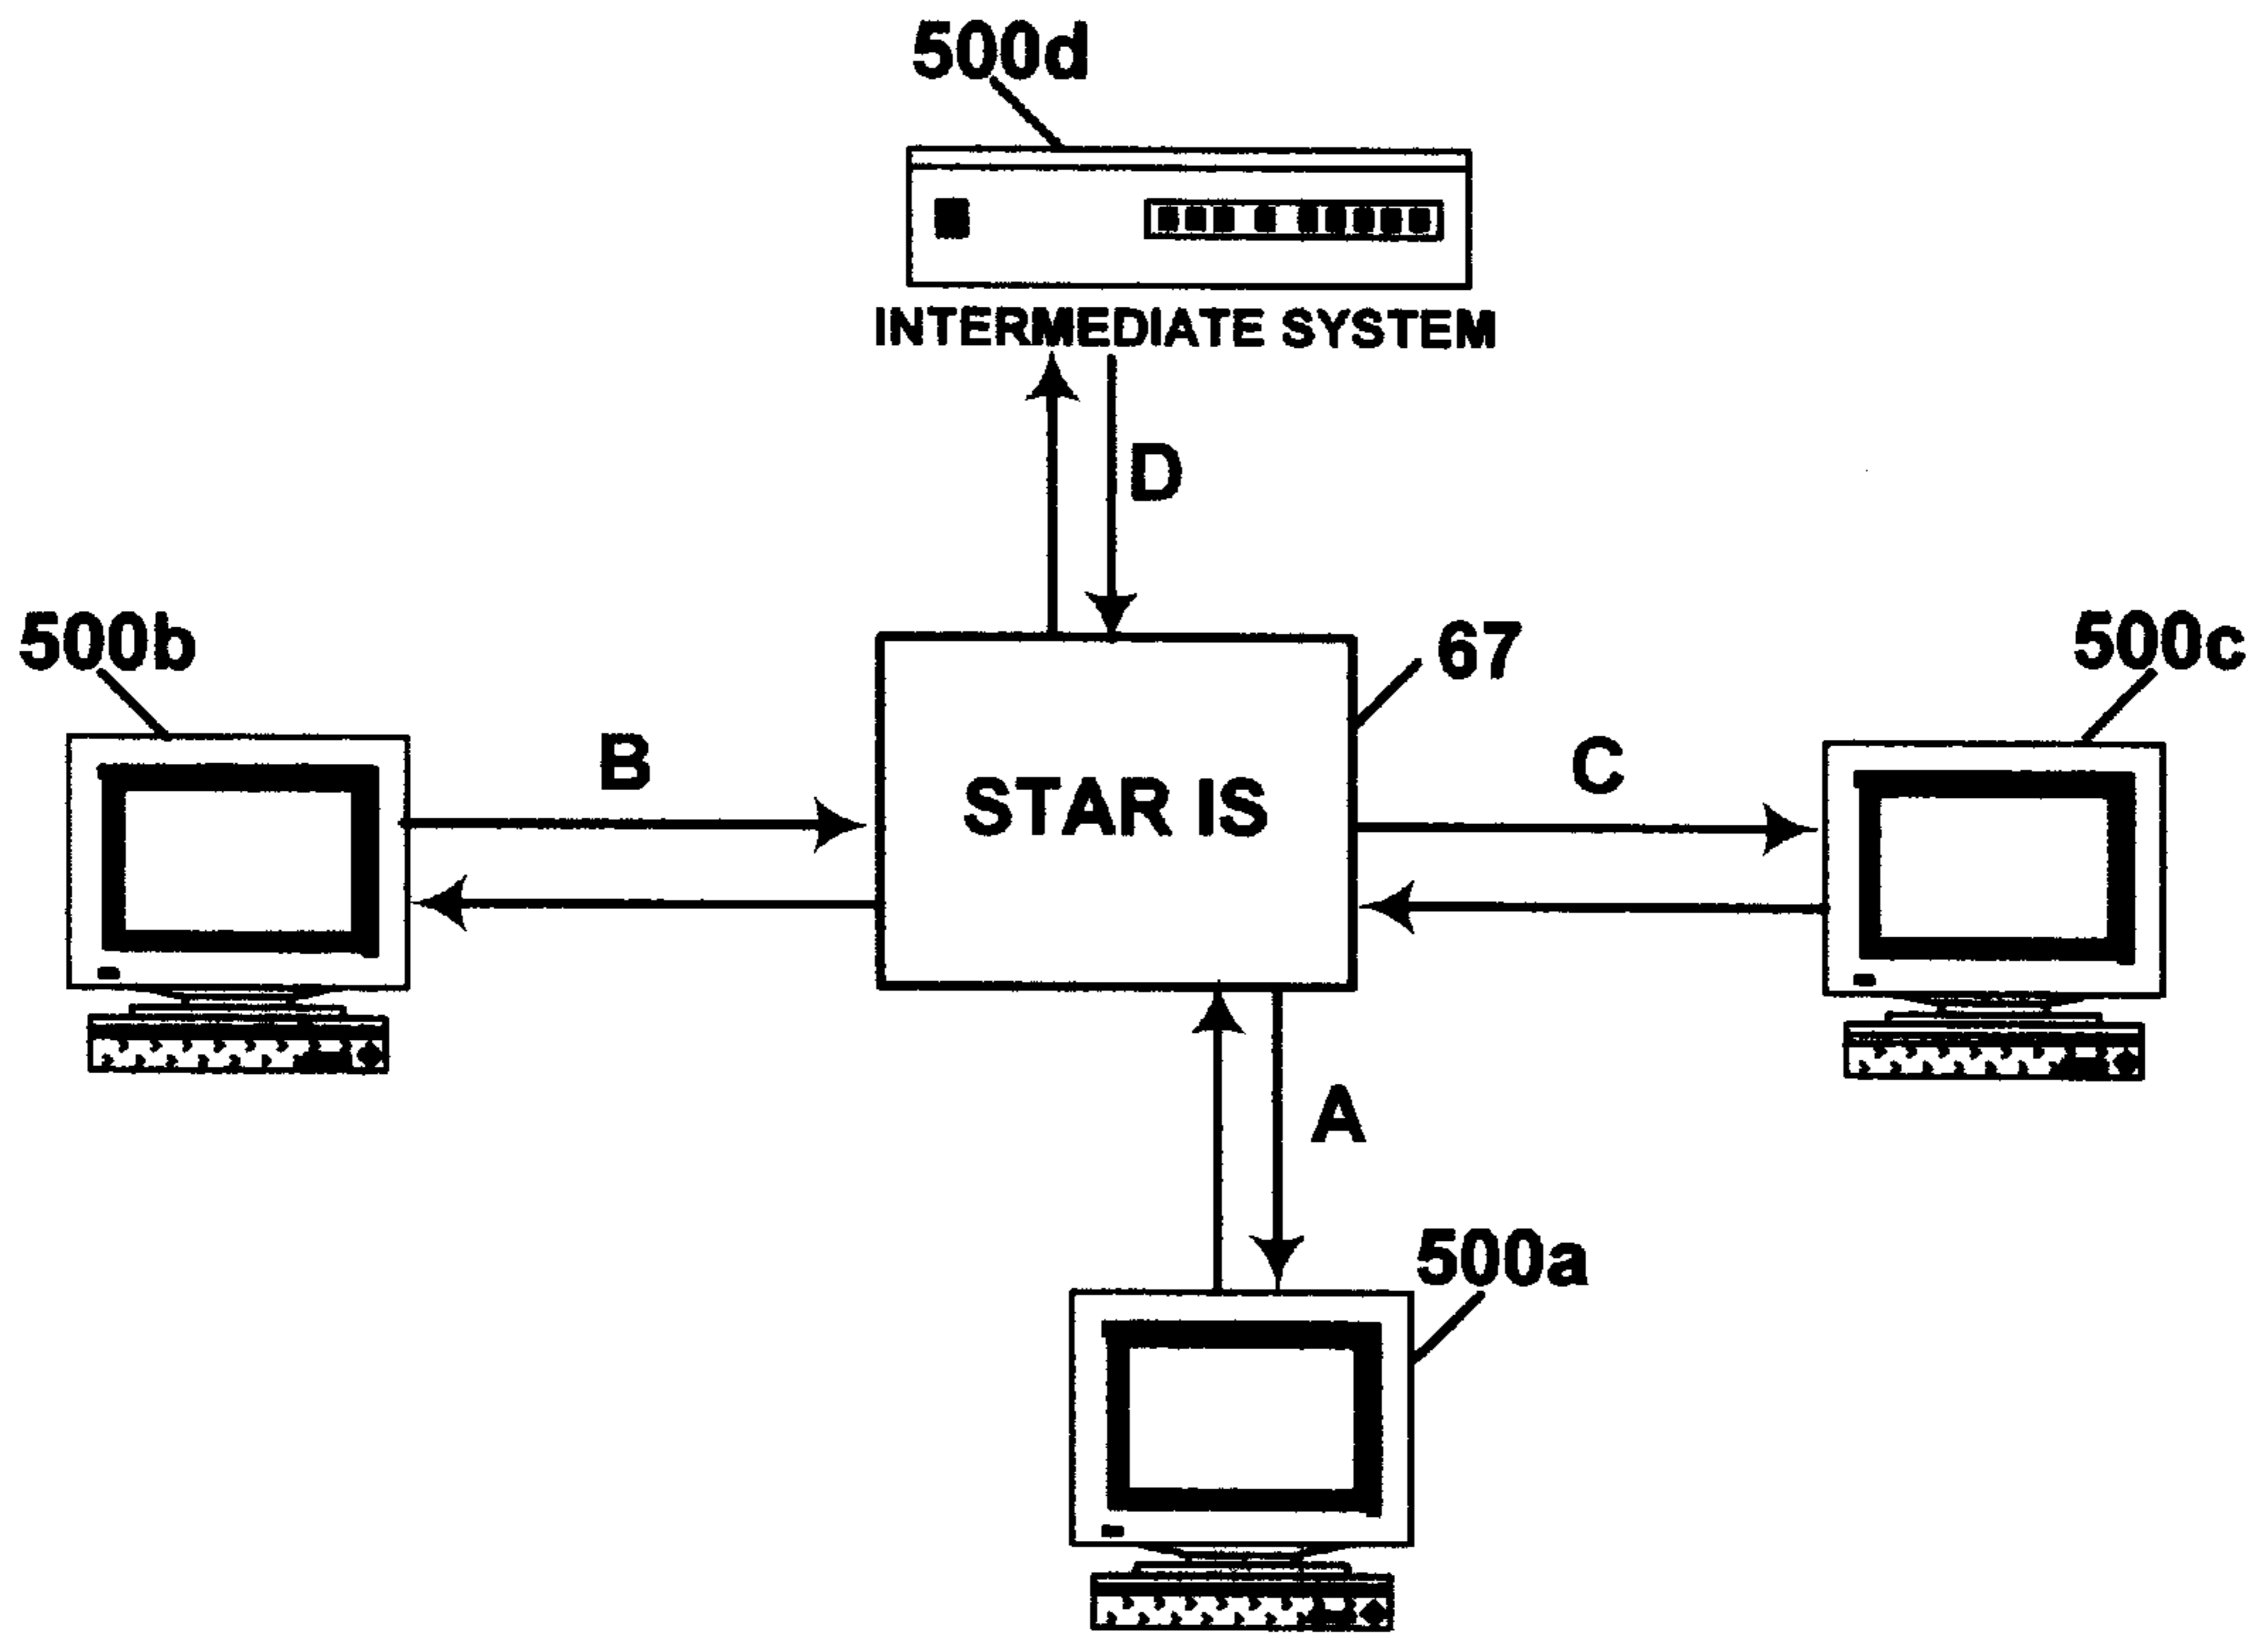 500d
INTERMEDIATE SYSTEM
D
500b
67
500c
B
STAR IS
C
A
500a